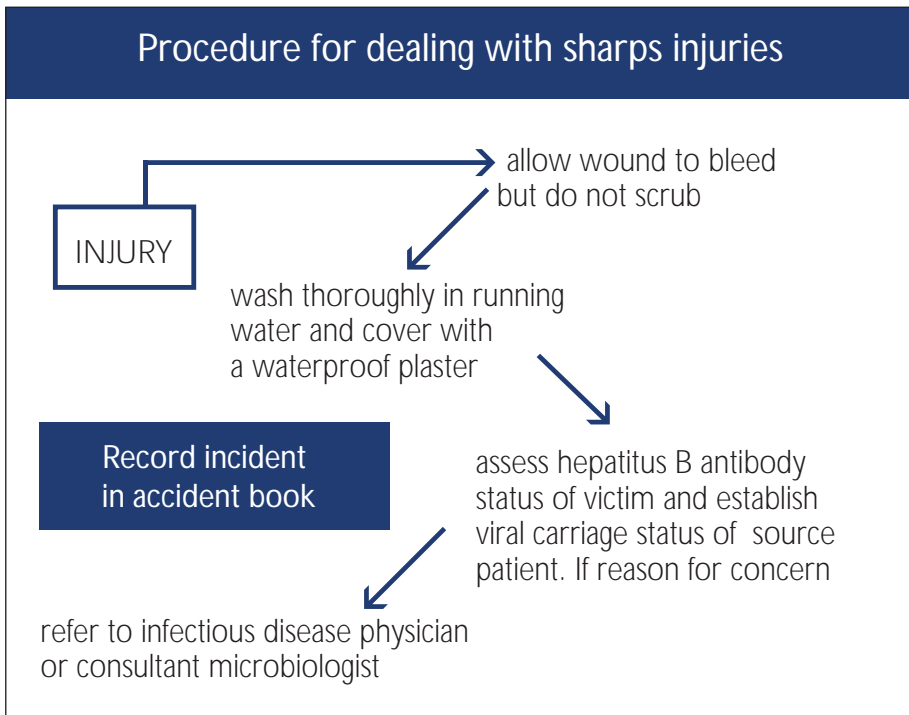 Procedure for dealing with sharps injuries
allow wound to bleed
but do not scrub
INJURY
wash thoroughly in running
water and cover with
a waterproof plaster
Record incident
in accident book
assess hepatitus B antibody
status of victim and establish
viral carriage status of source
patient. If reason for concern
refer to infectious disease physician
or consultant microbiologist